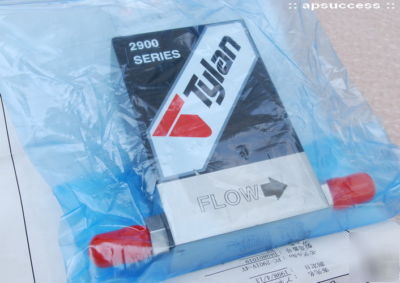 :: apsuccess ::
2900
SERIES
Tylan
FLOW